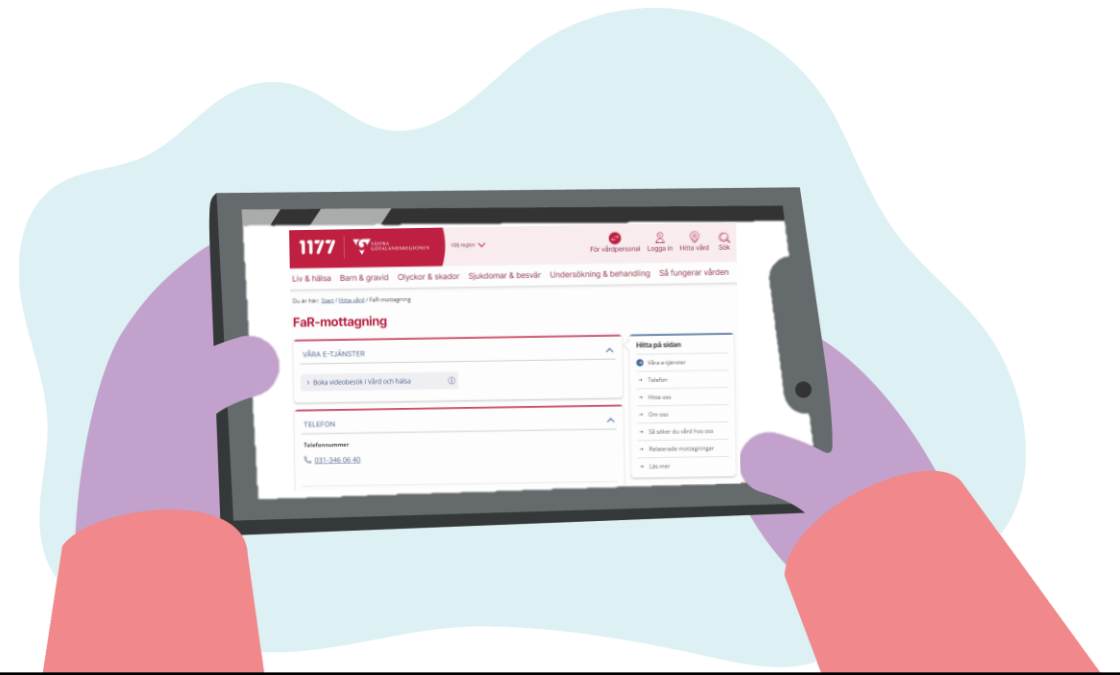 1177 VÄSTRA GÖTALANDSREGIONEN Välj region För vårdpersonal Logga in Hitta vård Sök
Liv & hälsa Barn & gravid Olyckor & skador Sjukdomar & besvär Undersökning & behandling Så fungerar vården
Du är här: Start / Hitta vård / FaR-mottagning
FaR-mottagning
VÅRA E-TJÄNSTER
Boka videobesök i Vård och hälsa
TELEFON
Telefonnummer
031-346 06 40
Hitta på sidan
Våra e-tjänster
Telefon
Hitta oss
Om oss
Så söker du vård hos oss
Relaterade mottagningar
Läs mer